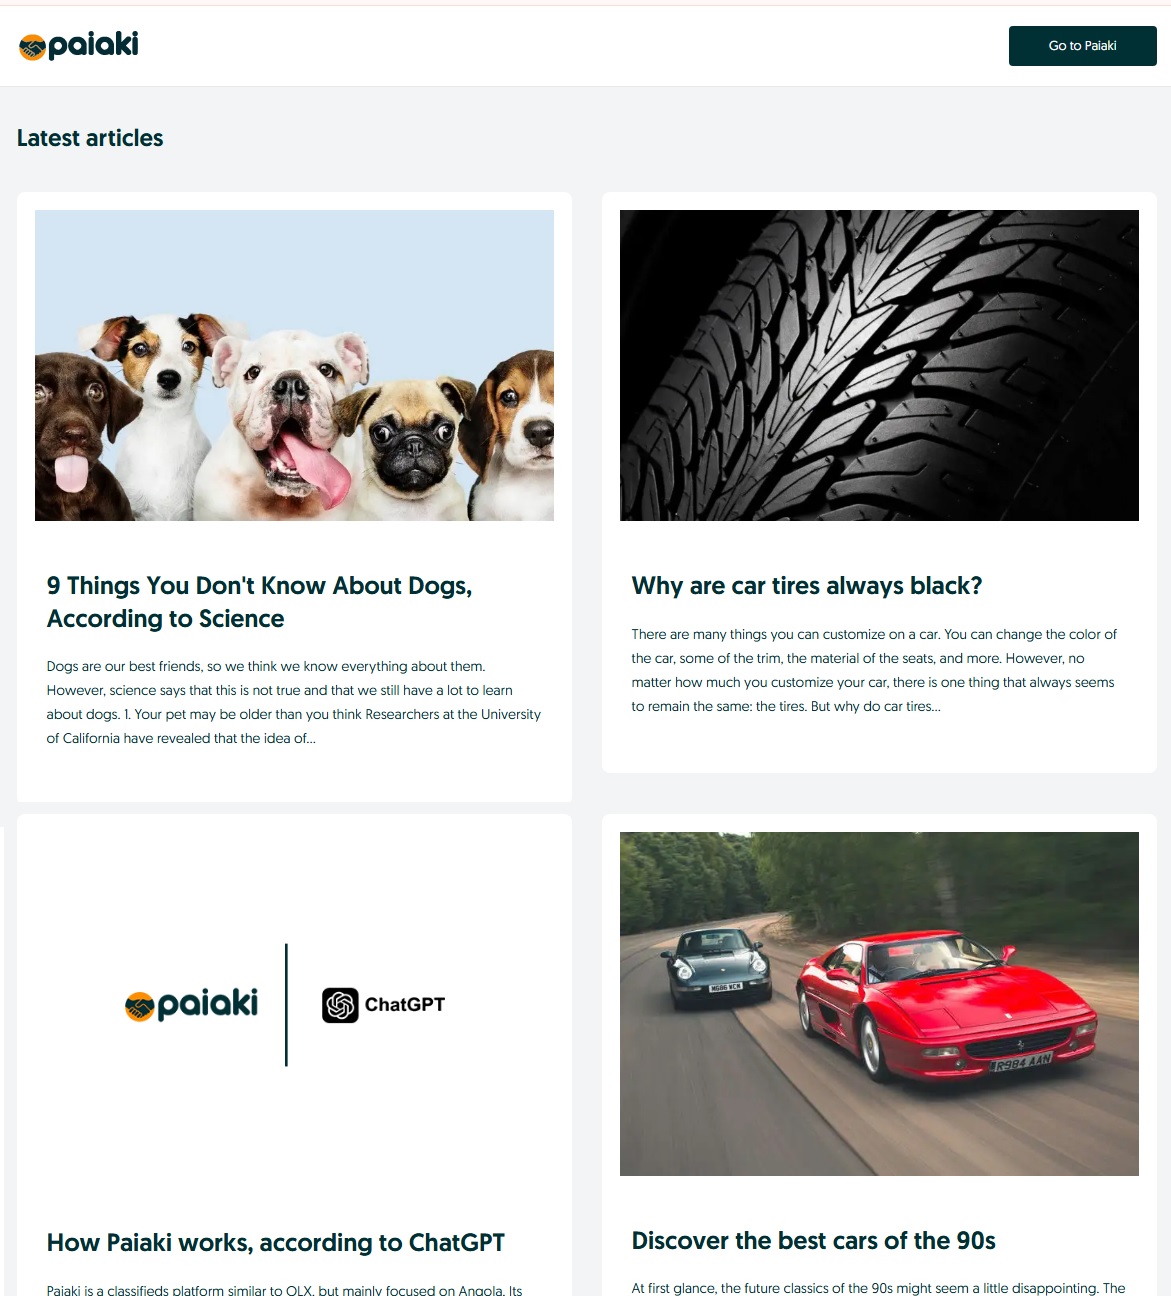 paiaki
Go to Paiaki
Latest articles
9 Things You Don't Know About Dogs,
According to Science
Dogs are our best friends, so we think we know everything about them.
However, science says that this is not true and that we still have a lot to learn
about dogs. 1. Your pet may be older than you think Researchers at the University
of California have revealed that the idea of...
Why are car tires always black?
There are many things you can customize on a car. You can change the color of
the car, some of the trim, the material of the seats, and more. However, no
matter how much you customize your car, there is one thing that always seems
to remain the same: the tires. But why do car tires...
paiaki
ChatGPT
How Paiaki works, according to ChatGPT
Paiaki is a classifieds platform similar to OLX, but mainly focused on Angola. Its
M686 WCR
R984 AAN
Discover the best cars of the 90s
At first glance, the future classics of the 90s might seem a little disappointing. The